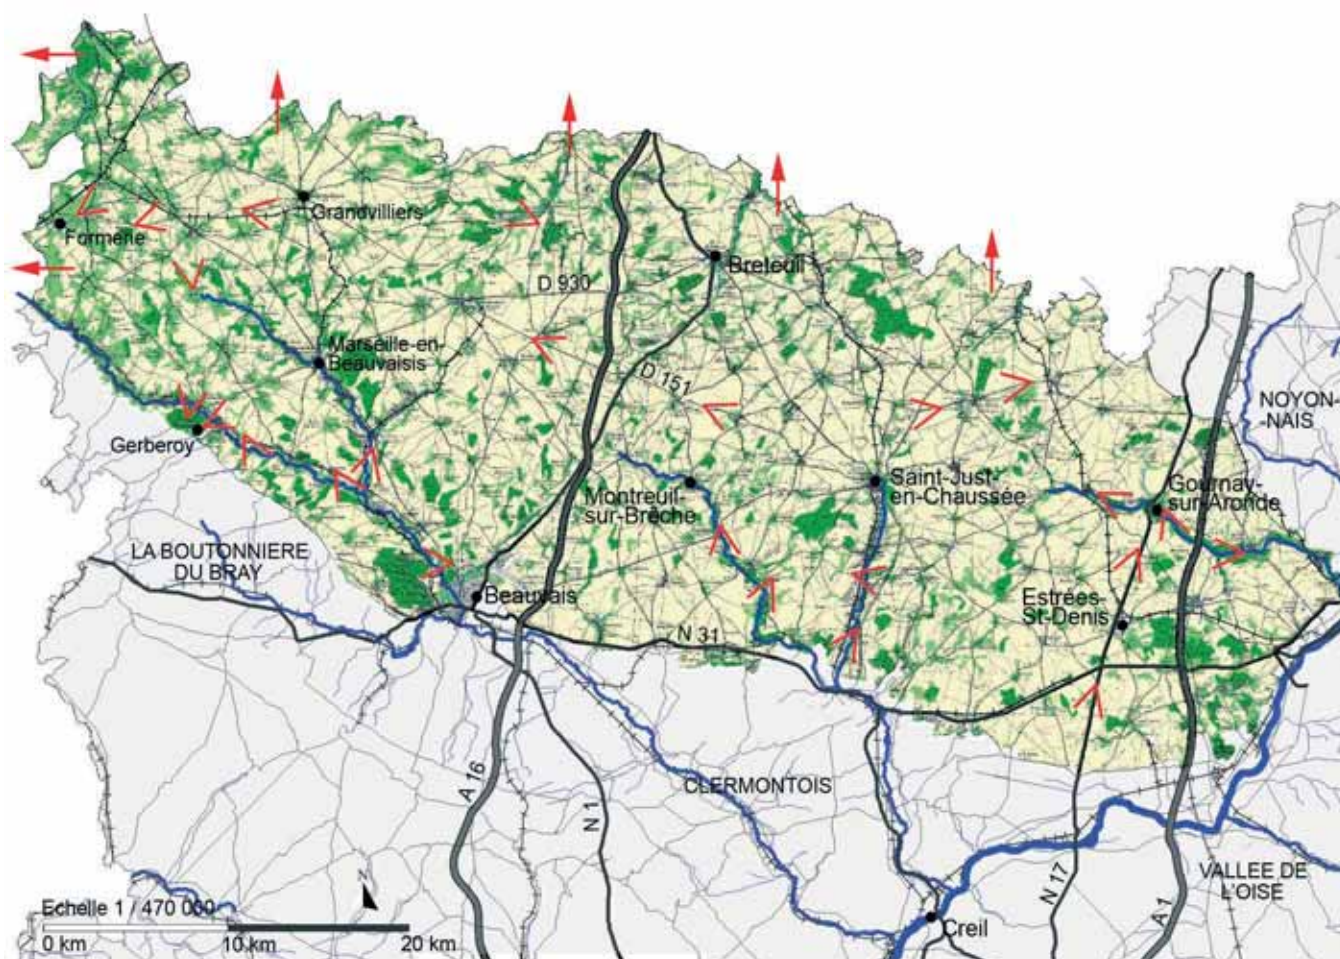 Grandvilliers
Formerie
Breteuil
D 930
Marseille-en-
Beauvaisis
D 151
NOYON-
-NAIS
Gerberoy
Montreuil-
sur-Brêche
Saint-Just-
en-Chaussée
Gournay-
sur-Aronde
LA BOUTONNIERE
DU BRAY
Beauvais
Estrées-
St-Denis
N 31
A 16
N 1
CLERMONTOIS
N 17
A 1
VALLEE DE
L'OISE
Creil
N
Echelle 1 / 470 000
0 km 10 km 20 km